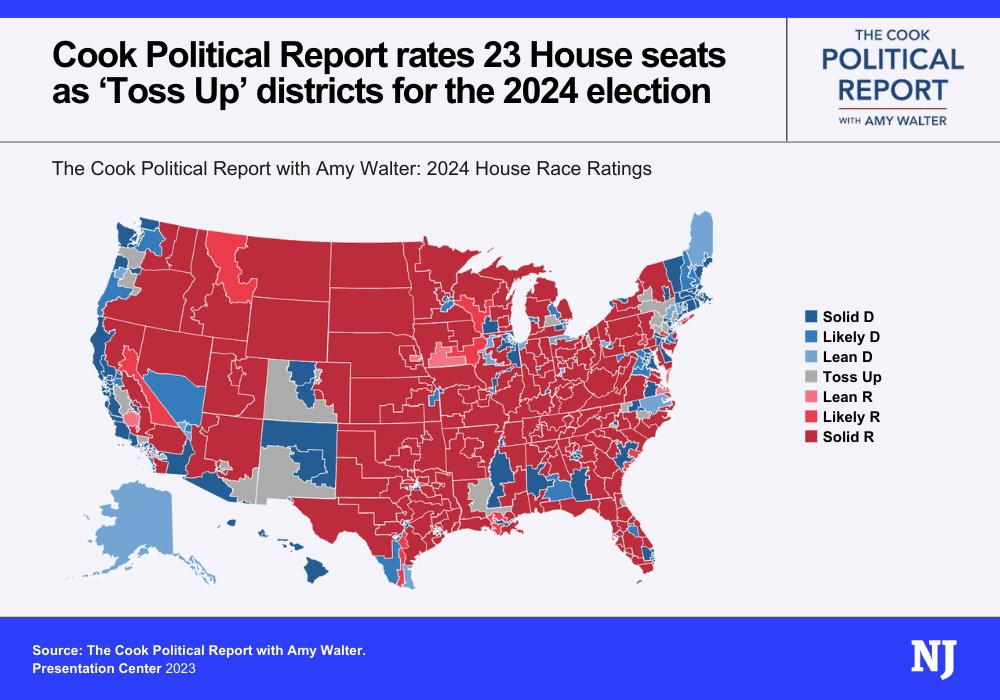 Cook Political Report rates 23 House seats
as ‘Toss Up’ districts for the 2024 election
THE COOK
POLITICAL
REPORT
WITH AMY WALTER
The Cook Political Report with Amy Walter: 2024 House Race Ratings
Solid D
Likely D
Lean D
Toss Up
Lean R
Likely R
Solid R
Source: The Cook Political Report with Amy Walter.
Presentation Center 2023
NJ